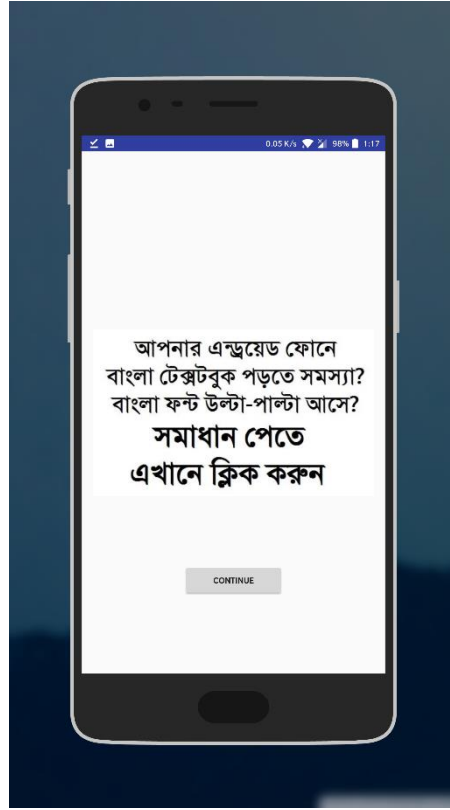 0.05 K/s 98% 1:17
আপনার এন্ড্রয়েড ফোনে
বাংলা টেক্সটবুক পড়তে সমস্যা?
বাংলা ফন্ট উল্টা-পাল্টা আসে?
সমাধান পেতে
এখানে ক্লিক করুন
CONTINUE